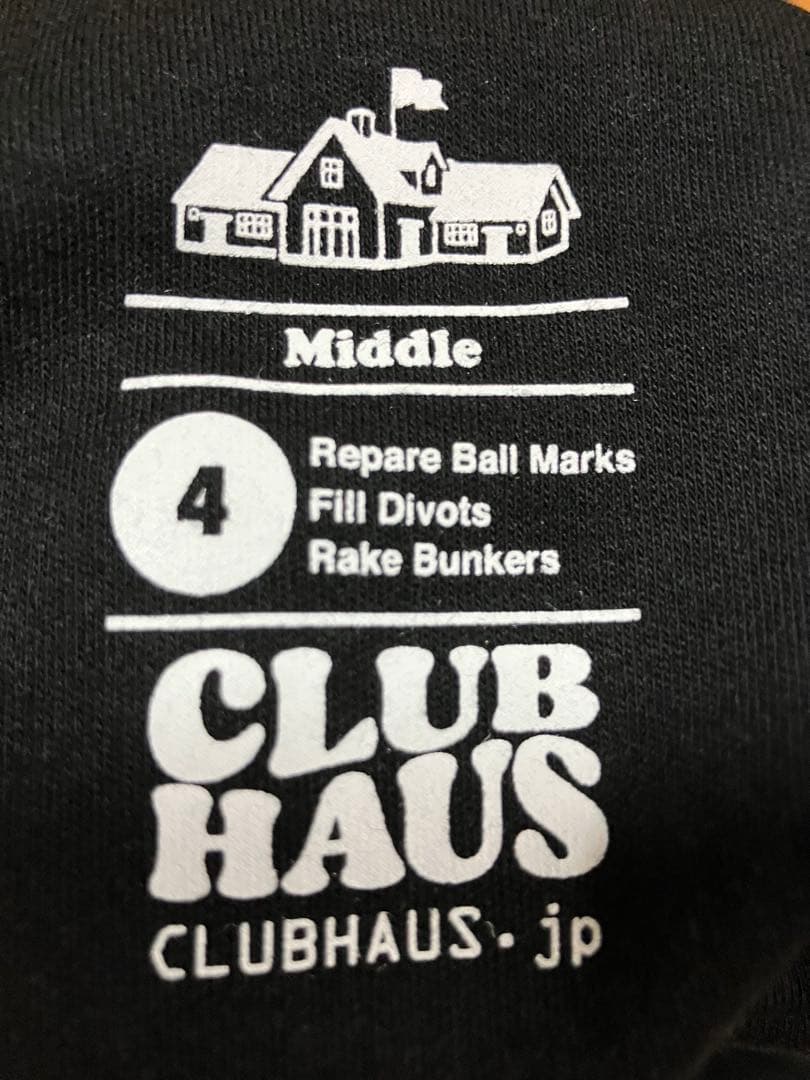 Middle
4
Repare Ball Marks
Fill Divots
Rake Bunkers
CLUB
HAUS
CLUBHAUS.jp